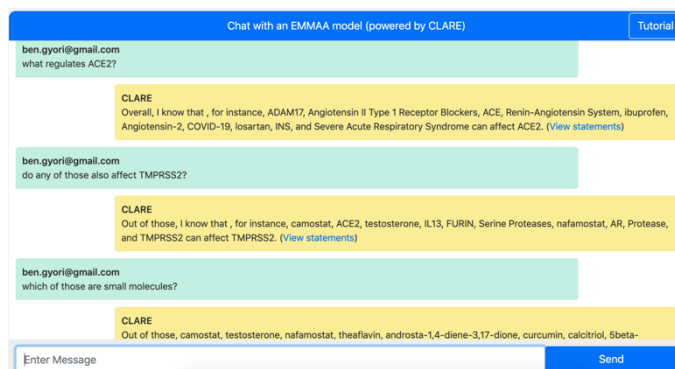 Chat with an EMMAA model (powered by CLARE)
Tutorial
ben.gyori@gmail.com
what regulates ACE2?
CLARE
Overall, I know that , for instance, ADAM17, Angiotensin II Type 1 Receptor Blockers, ACE, Renin-Angiotensin System, ibuprofen,
Angiotensin-2, COVID-19, losartan, INS, and Severe Acute Respiratory Syndrome can affect ACE2. (View statements)
ben.gyori@gmail.com
do any of those also affect TMPRSS2?
CLARE
Out of those, I know that , for instance, camostat, ACE2, testosterone, IL13, FURIN, Serine Proteases, nafamostat, AR, Protease,
and TMPRSS2 can affect TMPRSS2. (View statements)
ben.gyori@gmail.com
which of those are small molecules?
CLARE
Out of those, camostat, testosterone, nafamostat, theaflavin, androsta-1,4-diene-3,17-dione, curcumin, calcitriol, 5beta-
Enter Message
Send